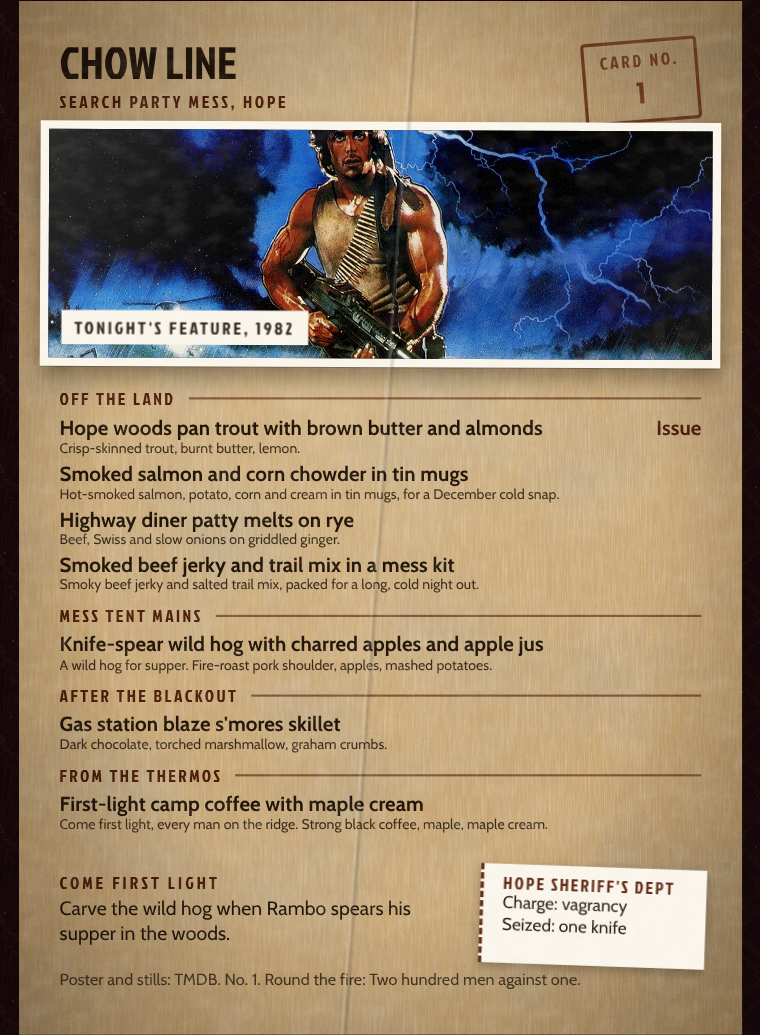 CHOW LINE
SEARCH PARTY MESS, HOPE
CARD NO.
1
TONIGHT'S FEATURE, 1982
OFF THE LAND
Hope woods pan trout with brown butter and almonds Issue
Crisp-skinned trout, burnt butter, lemon.
Smoked salmon and corn chowder in tin mugs
Hot-smoked salmon, potato, corn and cream in tin mugs, for a December cold snap.
Highway diner patty melts on rye
Beef, Swiss and slow onions on griddled ginger.
Smoked beef jerky and trail mix in a mess kit
Smoky beef jerky and salted trail mix, packed for a long, cold night out.
MESS TENT MAINS
Knife-spear wild hog with charred apples and apple jus
A wild hog for supper. Fire-roast pork shoulder, apples, mashed potatoes.
AFTER THE BLACKOUT
Gas station blaze s'mores skillet
Dark chocolate, torched marshmallow, graham crumbs.
FROM THE THERMOS
First-light camp coffee with maple cream
Come first light, every man on the ridge. Strong black coffee, maple, maple cream.
COME FIRST LIGHT
Carve the wild hog when Rambo spears his
supper in the woods.
HOPE SHERIFF'S DEPT
Charge: vagrancy
Seized: one knife
Poster and stills: TMDB. No. 1. Round the fire: Two hundred men against one.